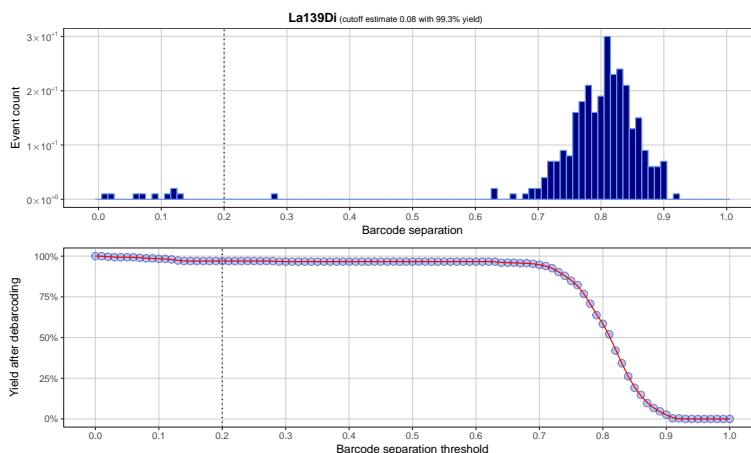 La139Di (cutoff estimate 0.08 with 99.3% yield)
3×10⁻¹
2×10⁻¹
1×10⁻¹
0×10⁻⁰
Event count
0.0 0.1 0.2 0.3 0.4 0.5 0.6 0.7 0.8 0.9 1.0
Barcode separation
100%
75%
50%
25%
0%
Yield after debarcoding
0.0 0.1 0.2 0.3 0.4 0.5 0.6 0.7 0.8 0.9 1.0
Barcode separation threshold